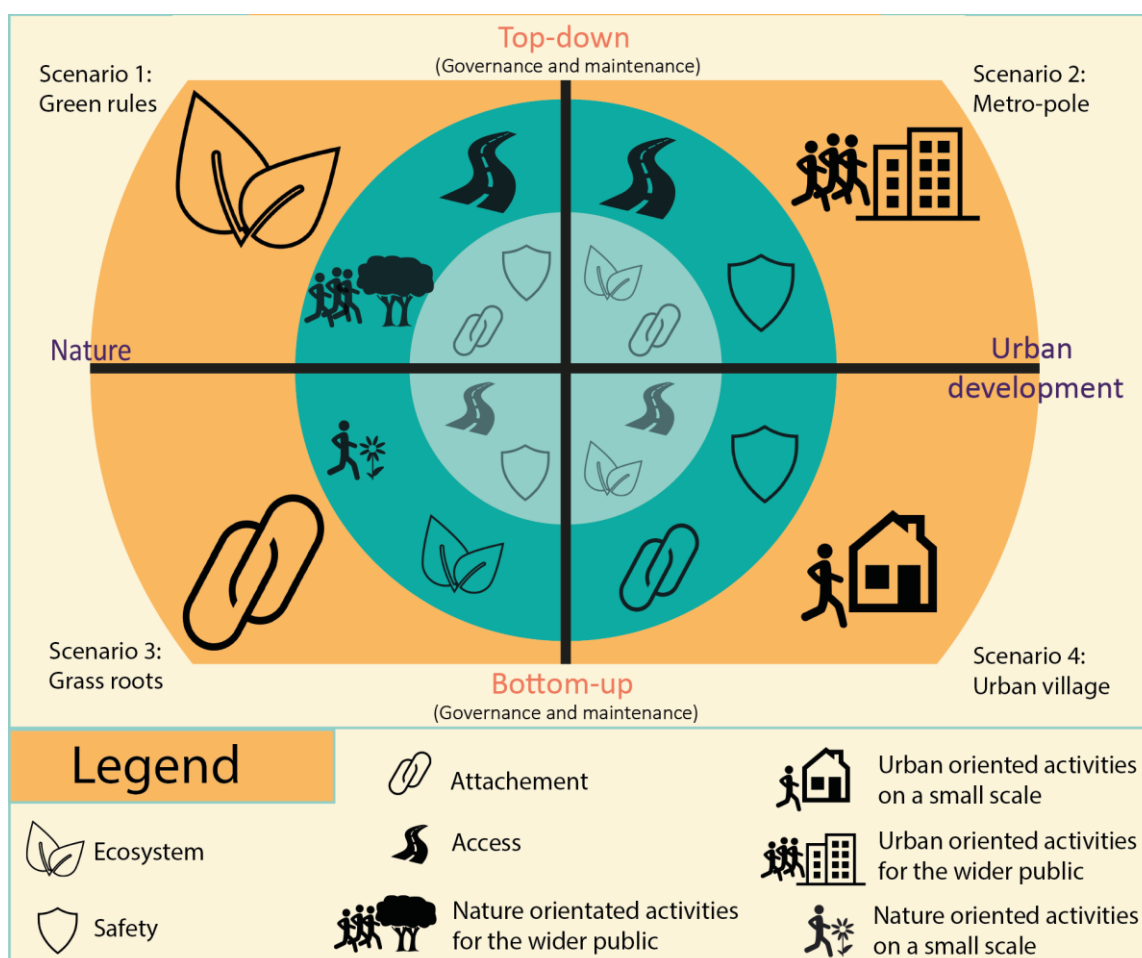 Top-down
(Governance and maintenance)
Scenario 1:
Green rules
Scenario 2:
Metro-pole
Nature
Urban
development
Scenario 3:
Grass roots
Scenario 4:
Urban village
Bottom-up
(Governance and maintenance)
Legend
Ecosystem
Safety
Attachement
Access
Nature orientated activities
for the wider public
Urban oriented activities
on a small scale
Urban oriented activities
for the wider public
Nature oriented activities
on a small scale